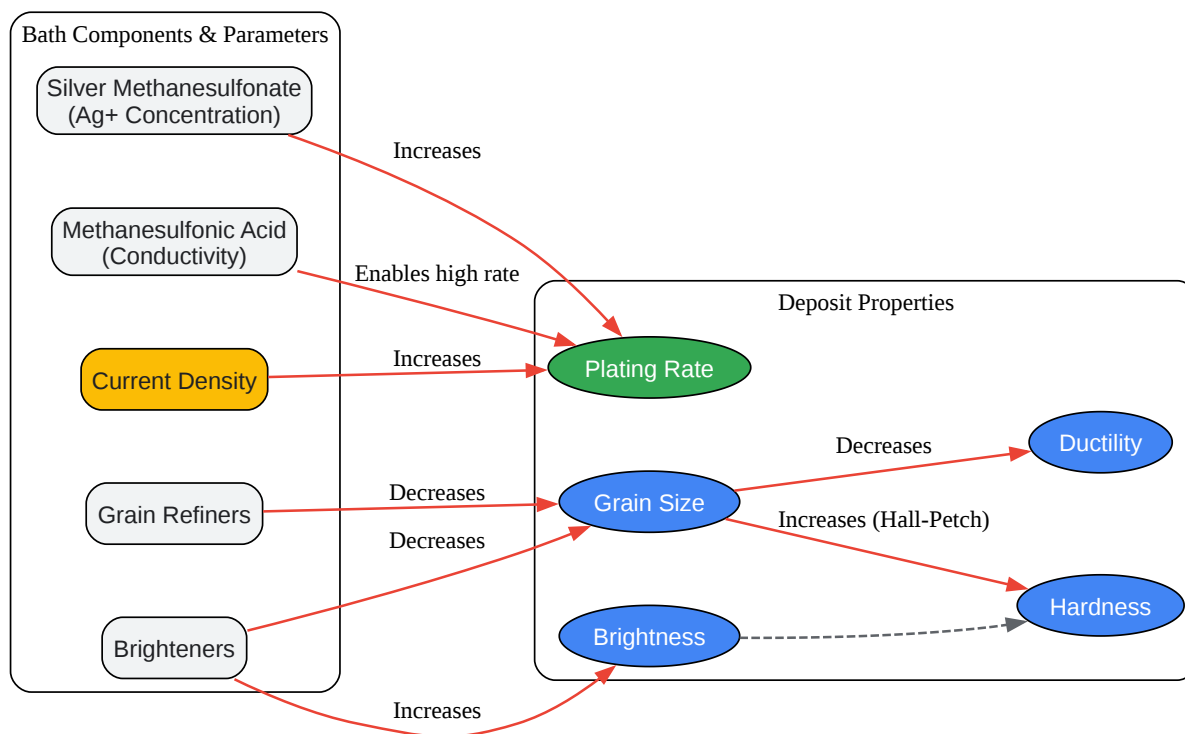 Bath Components & Parameters
Silver Methanesulfonate
(Ag+ Concentration)
Increases
Methanesulfonic Acid
(Conductivity)
Enables high rate
Deposit Properties
Current Density
Increases
Plating Rate
Decreases
Ductility
Grain Refiners
Decreases
Grain Size
Increases (Hall-Petch)
Decreases
Hardness
Brighteners
Brightness
Increases